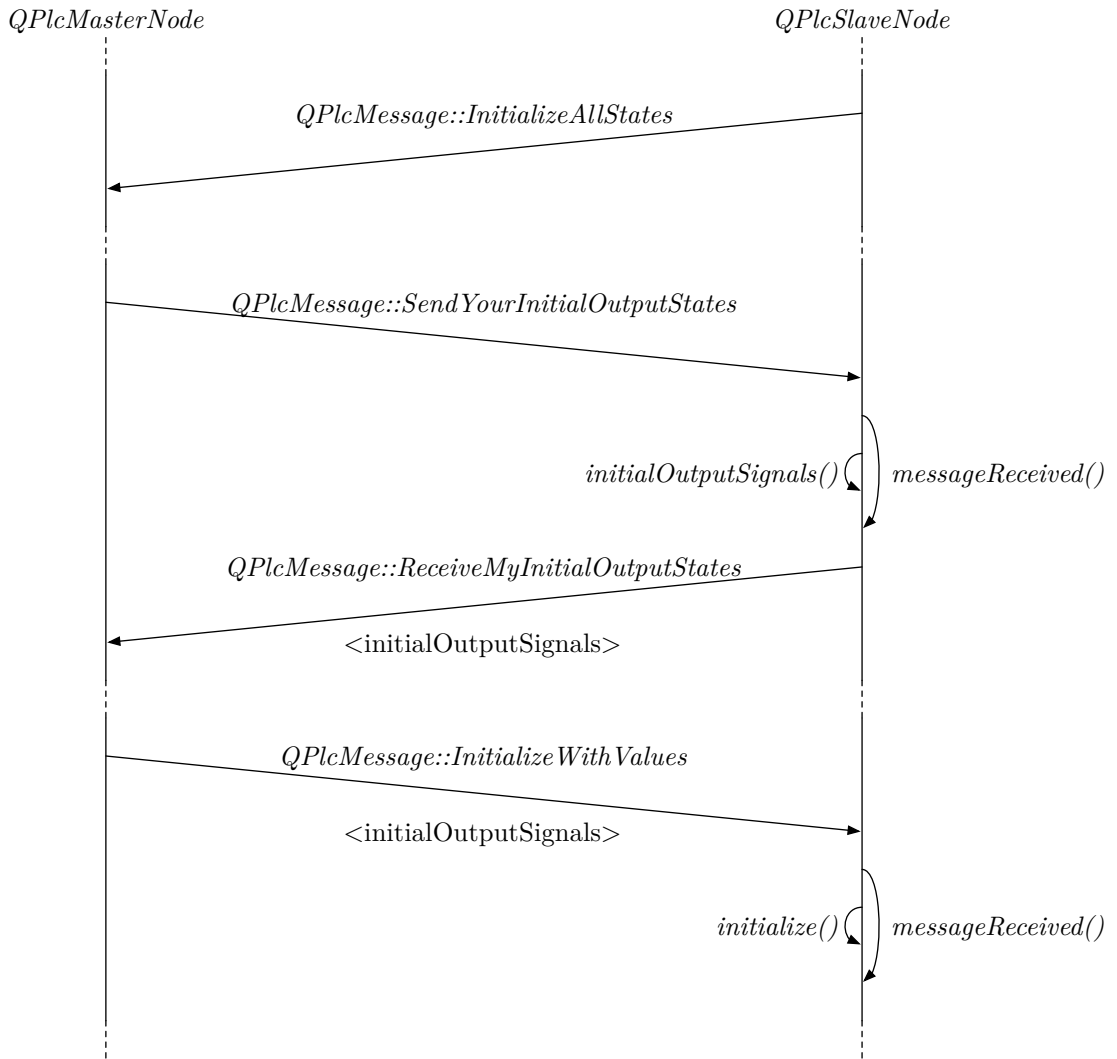 QPlcMasterNode
QPlcSlaveNode
QPlcMessage::InitializeAllStates
QPlcMessage::SendYourInitialOutputStates
initialOutputSignals()
messageReceived()
QPlcMessage::ReceiveMyInitialOutputStates
<initialOutputSignals>
QPlcMessage::InitializeWithValues
<initialOutputSignals>
initialize()
messageReceived()